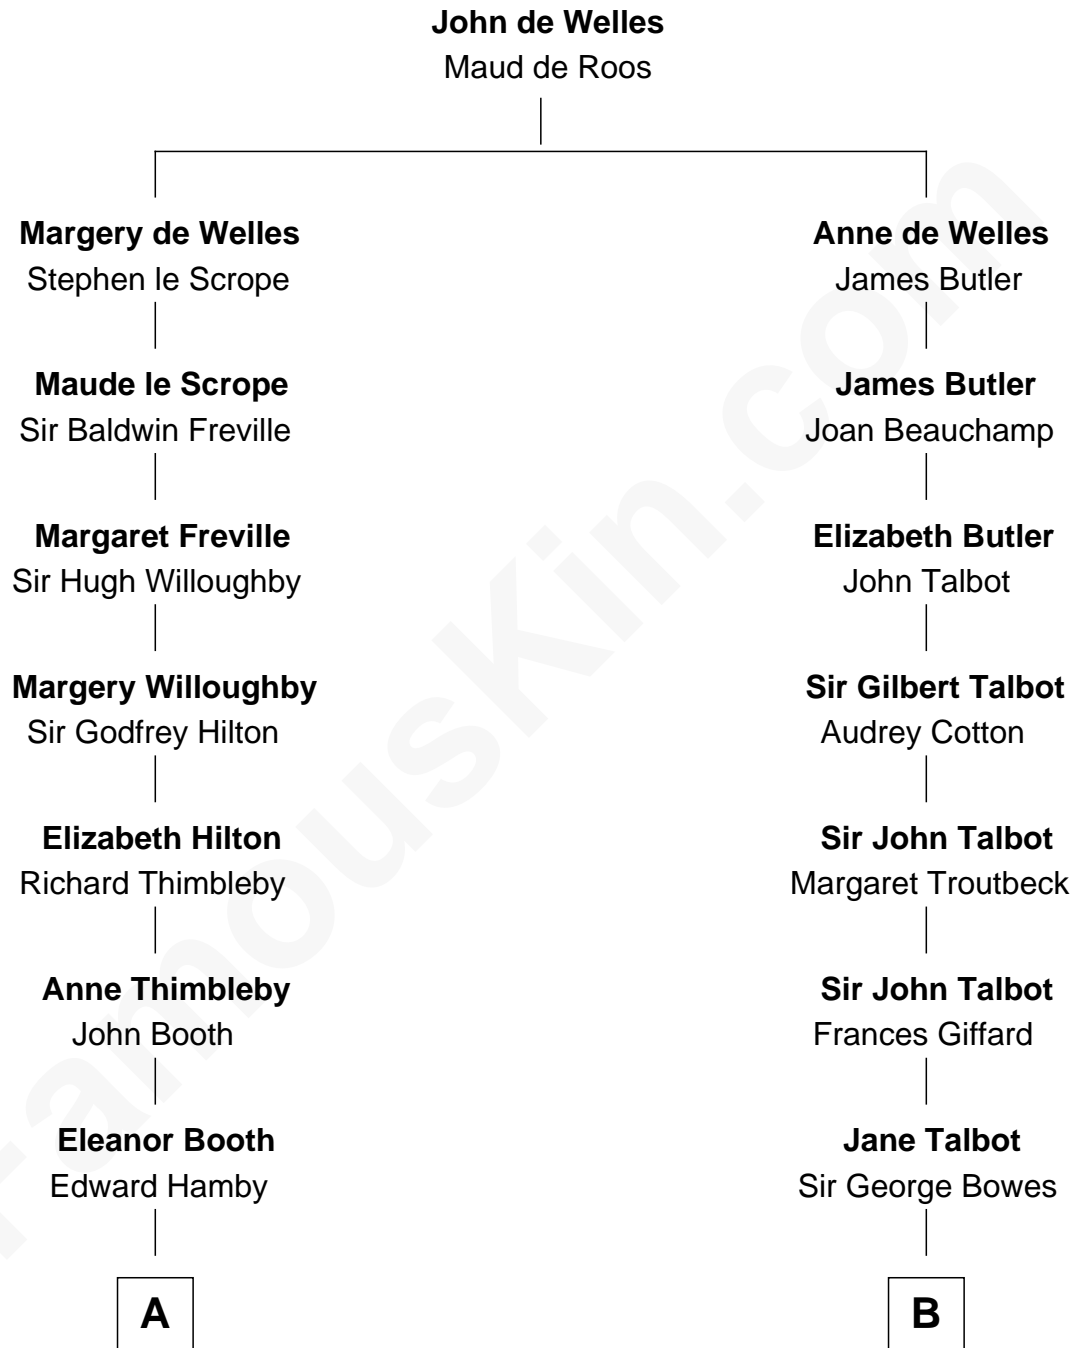 John de Welles
Maud de Roos
Margery de Welles
Stephen le Scrope
Anne de Welles
James Butler
Maude le Scrope
Sir Baldwin Freville
James Butler
Joan Beauchamp
Margaret Freville
Sir Hugh Willoughby
Elizabeth Butler
John Talbot
Margery Willoughby
Sir Godfrey Hilton
Sir Gilbert Talbot
Audrey Cotton
Elizabeth Hilton
Richard Thimbleby
Sir John Talbot
Margaret Troutbeck
Anne Thimbleby
John Booth
Sir John Talbot
Frances Giffard
Eleanor Booth
Edward Hamby
Jane Talbot
Sir George Bowes
A
B
FamousKin.com